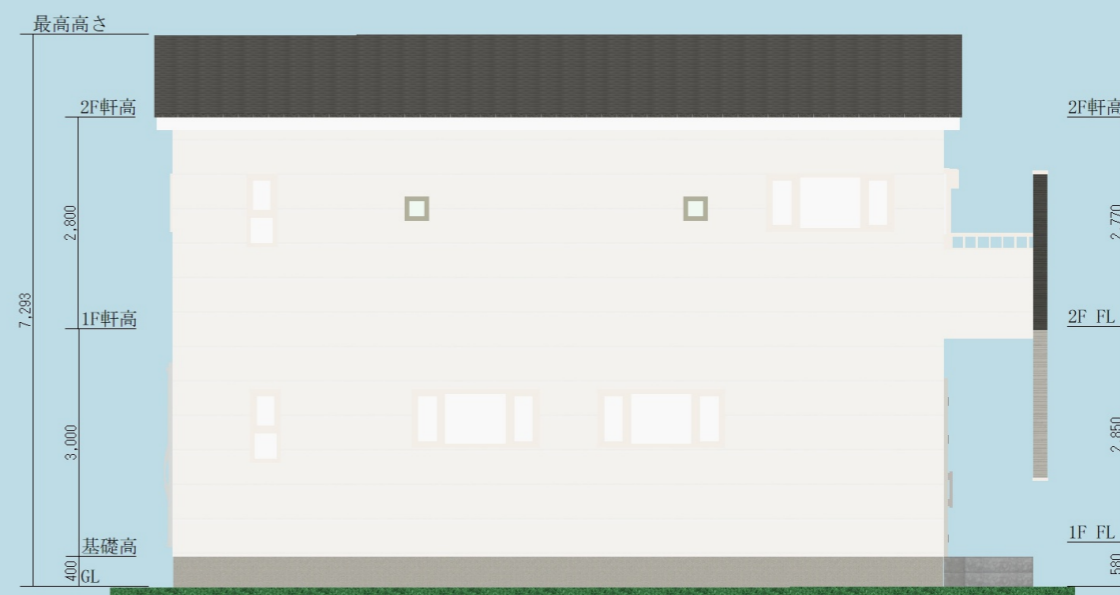 最高高さ
2F軒高
2,800
7,293
1F軒高
3,000
基礎高
400
GL
2F軒高
2,770
2F FL
2,850
1F FL
580